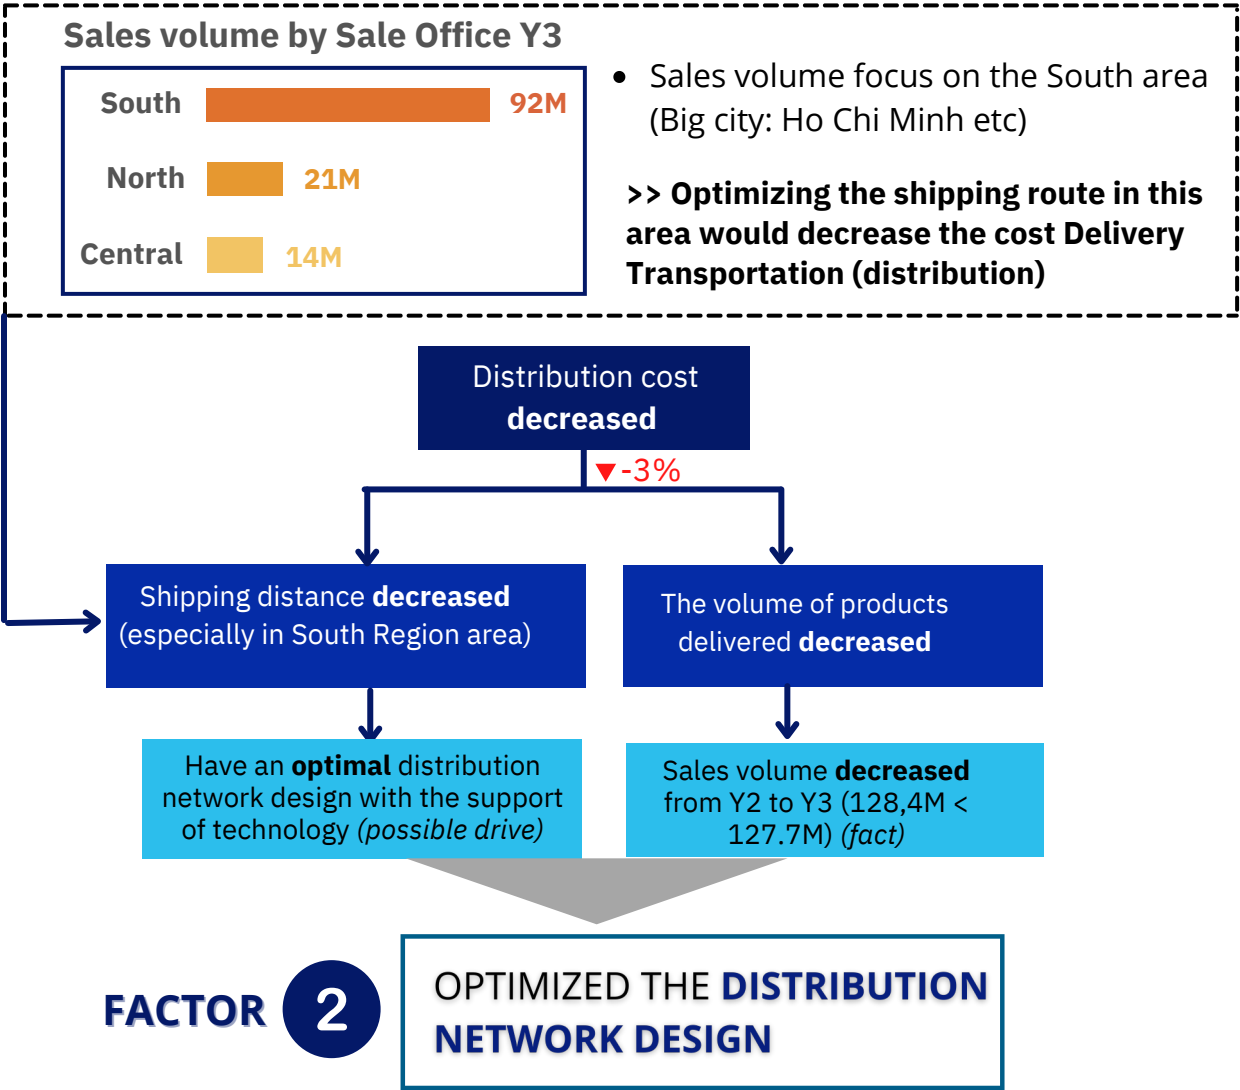 Sales volume by Sale Office Y3
South 92M
North 21M
Central 14M
• Sales volume focus on the South area
(Big city: Ho Chi Minh etc)
>> Optimizing the shipping route in this
area would decrease the cost Delivery
Transportation (distribution)
Distribution cost
decreased
-3%
Shipping distance decreased
(especially in South Region area)
The volume of products
delivered decreased
Have an optimal distribution
network design with the support
of technology (possible drive)
Sales volume decreased
from Y2 to Y3 (128,4M <
127.7M) (fact)
FACTOR 2
OPTIMIZED THE DISTRIBUTION
NETWORK DESIGN